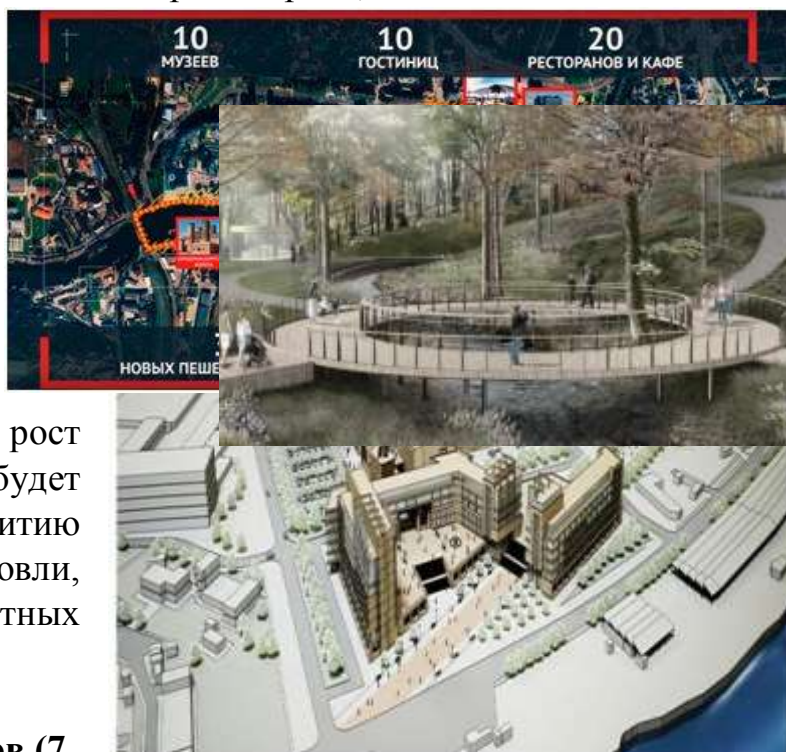 10 10 20
МУЗЕЕВ ГОСТИНИЦ РЕСТОРАНОВ И КАФЕ
НОВЫХ ПЕШЕ
рост
будет
итию
овли,
тных
ов (7